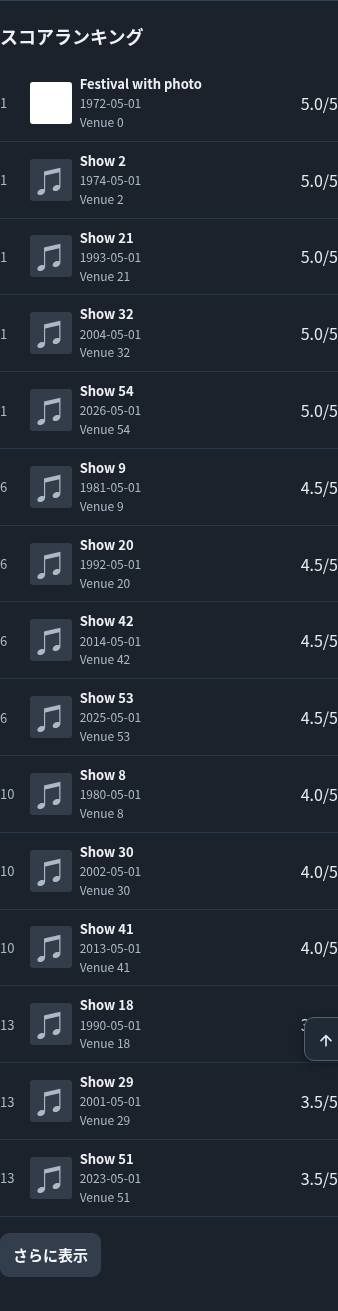 スコアランキング
1
Festival with photo
1972-05-01
Venue 0
5.0/5
1
Show 2
1974-05-01
Venue 2
5.0/5
1
Show 21
1993-05-01
Venue 21
5.0/5
1
Show 32
2004-05-01
Venue 32
5.0/5
1
Show 54
2026-05-01
Venue 54
5.0/5
6
Show 9
1981-05-01
Venue 9
4.5/5
6
Show 20
1992-05-01
Venue 20
4.5/5
6
Show 42
2014-05-01
Venue 42
4.5/5
6
Show 53
2025-05-01
Venue 53
4.5/5
10
Show 8
1980-05-01
Venue 8
4.0/5
10
Show 30
2002-05-01
Venue 30
4.0/5
10
Show 41
2013-05-01
Venue 41
4.0/5
13
Show 18
1990-05-01
Venue 18
13
Show 29
2001-05-01
Venue 29
3.5/5
13
Show 51
2023-05-01
Venue 51
3.5/5
さらに表示